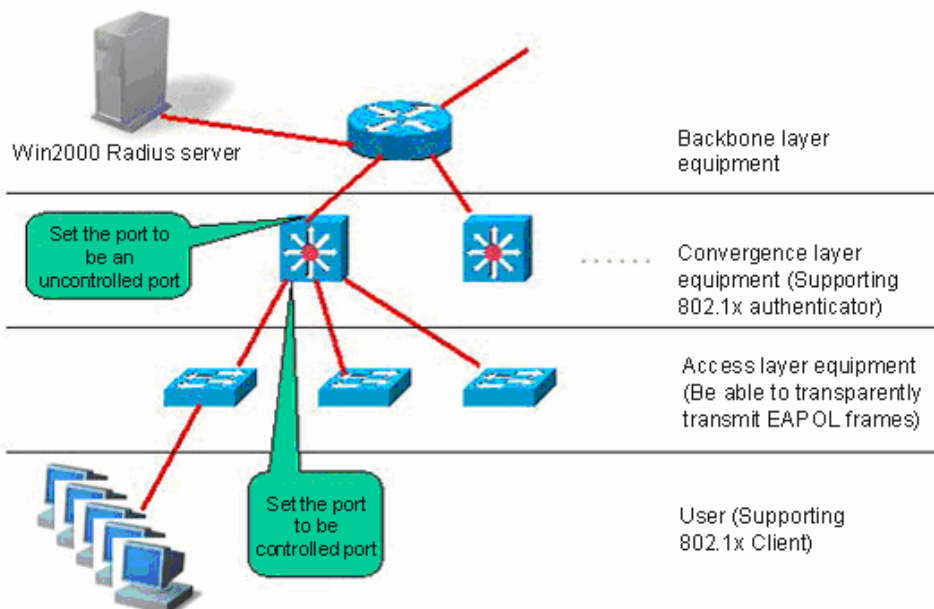 Win2000 Radius server
Backbone layer
equipment
Set the port to
be an
uncontrolled port
......
Convergence layer
equipment (Supporting
802.1x authenticator)
Access layer equipment
(Be able to transparently
transmit EAPOL frames)
Set the port
to be
controlled port
User (Supporting
802.1x Client)